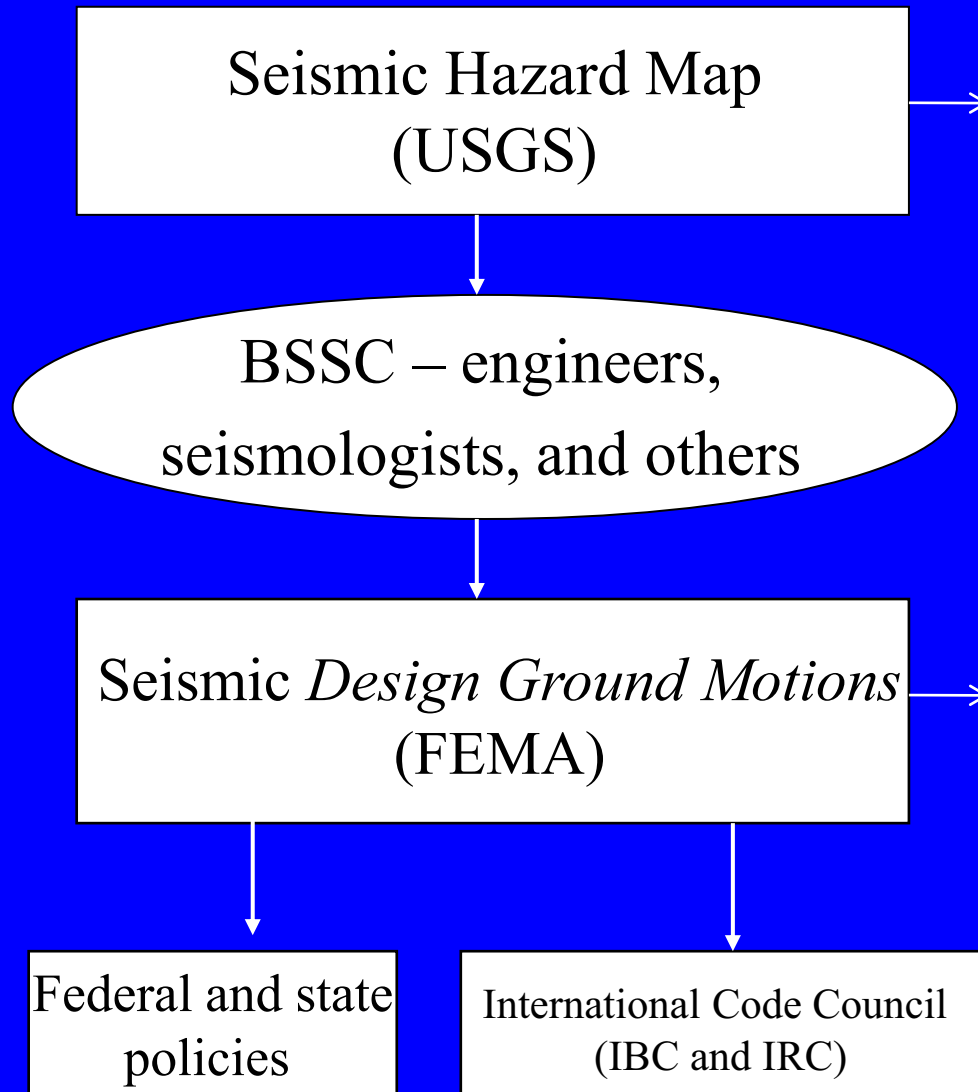 Seismic Hazard Map
(USGS)
BSSC – engineers,
seismologists, and others
Seismic Design Ground Motions
(FEMA)
Federal and state
policies
International Code Council
(IBC and IRC)